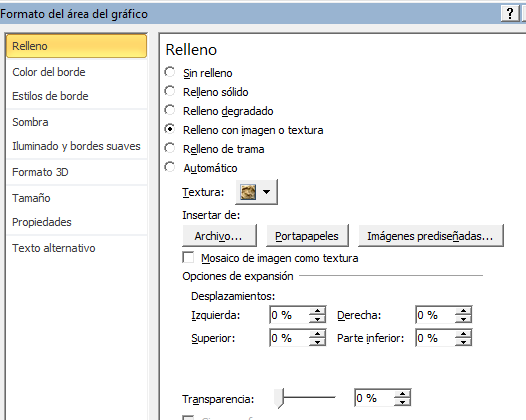 Formato del área del gráfico
?
Relleno
Color del borde
Estilos de borde
Sombra
Iluminado y bordes suaves
Formato 3D
Tamaño
Propiedades
Texto alternativo
Relleno
Sin relleno
Relleno sólido
Relleno degradado
Relleno con imagen o textura
Relleno de trama
Automático
Textura:
Insertar de:
Archivo... Portapapeles Imágenes prediseñadas...
Mosaico de imagen como textura
Opciones de expansión
Desplazamientos:
Izquierda: 0 % Derecha: 0 %
Superior: 0 % Parte inferior: 0 %
Transparencia: 0 %